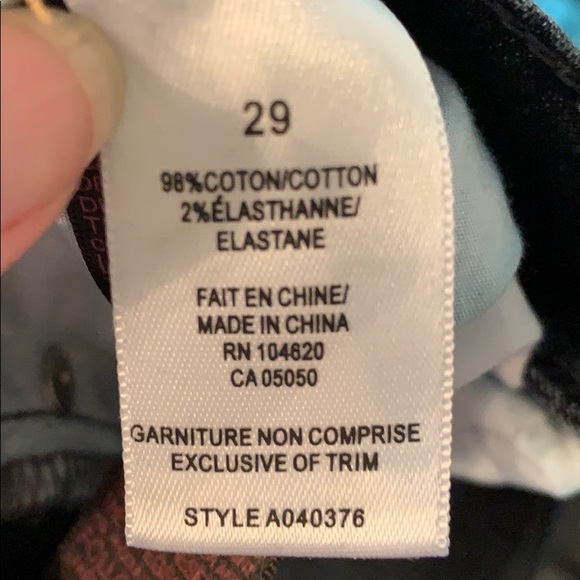 29
98%COTON/COTTON
2%ÉLASTHANNE/
ELASTANE
FAIT EN CHINE/
MADE IN CHINA
RN 104620
CA 05050
GARNITURE NON COMPRISE
EXCLUSIVE OF TRIM
STYLE A040376